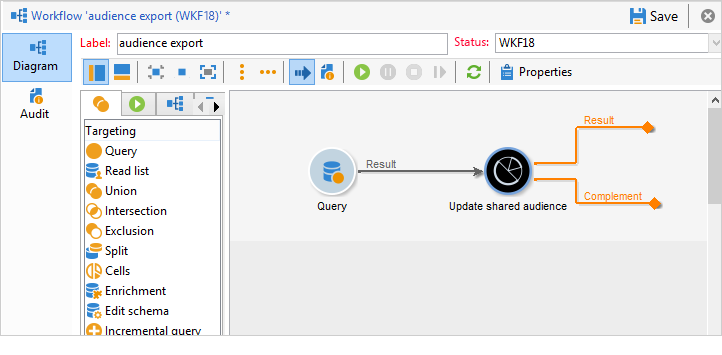 Workflow 'audience export (WKF18)' *
Save
Label: audience export
Status: WKF18
Diagram
Audit
Properties
Targeting
Query
Read list
Union
Intersection
Exclusion
Split
Cells
Enrichment
Edit schema
Incremental query
Result
Query
Update shared audience
Result
Complement